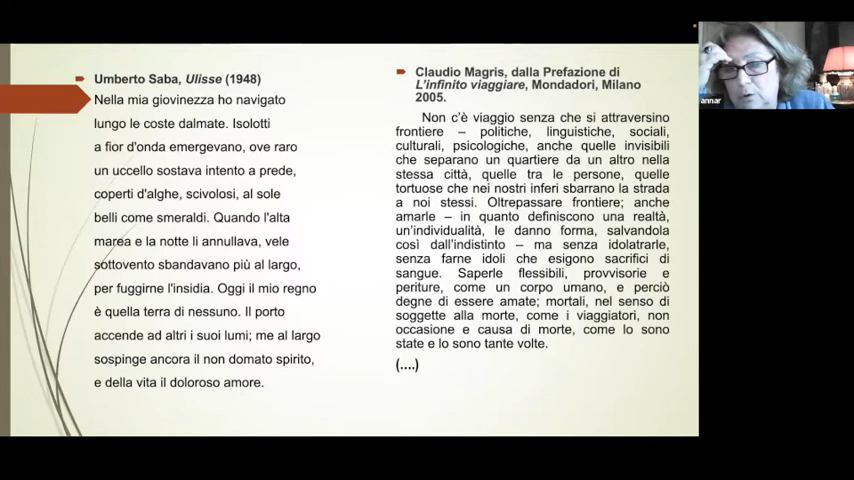 Umberto Saba, Ulisse (1948)
Nella mia giovinezza ho navigato
lungo le coste dalmate. Isolotti
a fior d'onda emergevano, ove raro
un uccello sostava intento a prede,
coperti d'alghe, scivolosi, al sole
belli come smeraldi. Quando l'alta
marea e la notte li annullava, vele
sottovento sbandavano più al largo,
per fuggirne l'insidia. Oggi il mio regno
è quella terra di nessuno. Il porto
accende ad altri i suoi lumi; me al largo
sospinge ancora il non domato spirito,
e della vita il doloroso amore.
Claudio Magris, dalla Prefazione di
L'infinito viaggiare, Mondadori, Milano
2005.
Non c'è viaggio senza che si attraversino
frontiere – politiche, linguistiche, sociali,
culturali, psicologiche, anche quelle invisibili
che separano un quartiere da un altro nella
stessa città, quelle tra le persone, quelle
tortuose che nei nostri inferi sbarrano la strada
a noi stessi. Oltrepassare frontiere; anche
amarle – in quanto definiscono una realtà,
un'individualità, le danno forma, salvandola
così dall'indistinto – ma senza idolatrarle,
senza farne idoli che esigono sacrifici di
sangue. Saperle flessibili, provvisorie e
periture, come un corpo umano, e perciò
degne di essere amate; mortali, nel senso di
soggette alla morte, come i viaggiatori, non
occasione e causa di morte, come lo sono
state e lo sono tante volte.
(....)
annar